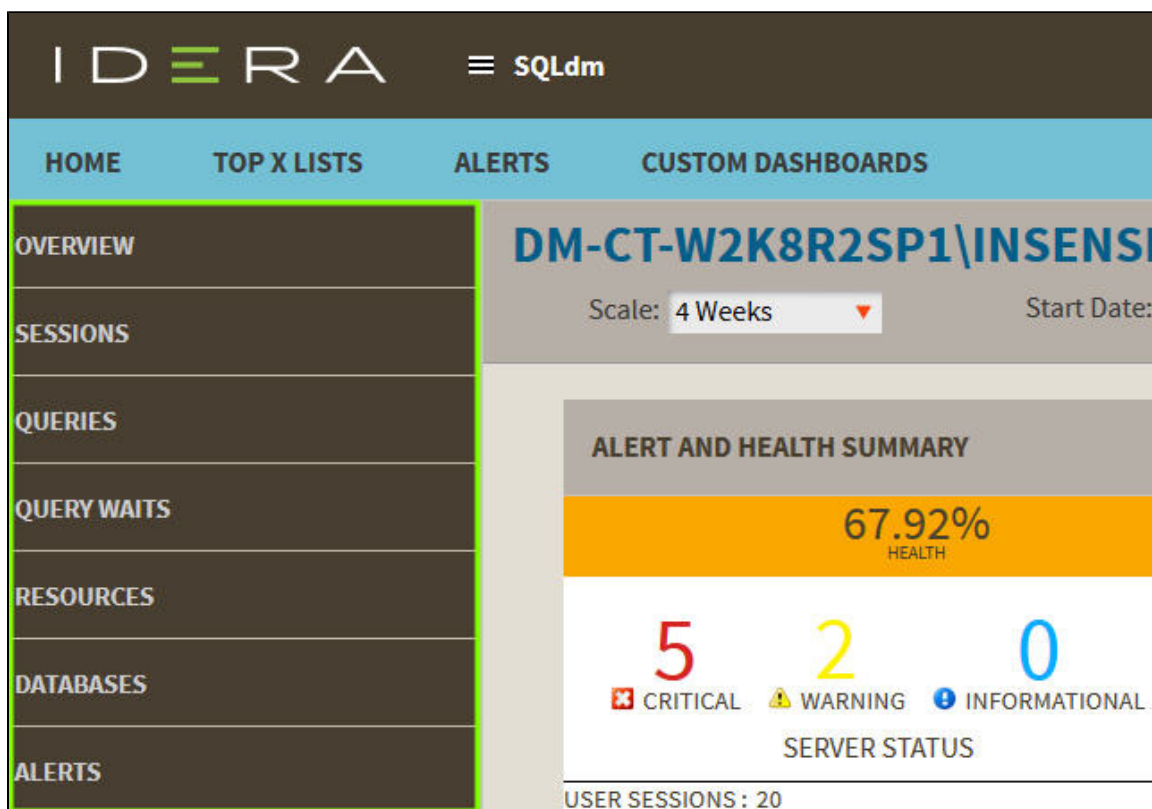 IDERA
SQLdm
HOME TOP X LISTS ALERTS CUSTOM DASHBOARDS
OVERVIEW
SESSIONS
QUERIES
QUERY WAITS
RESOURCES
DATABASES
ALERTS
DM-CT-W2K8R2SP1\
Scale: 4 Weeks Start Date:
ALERT AND HEALTH SUMMARY
67.92%
HEALTH
5 2 0
CRITICAL WARNING INFORMATIONAL
SERVER STATUS
USER SESSIONS : 20